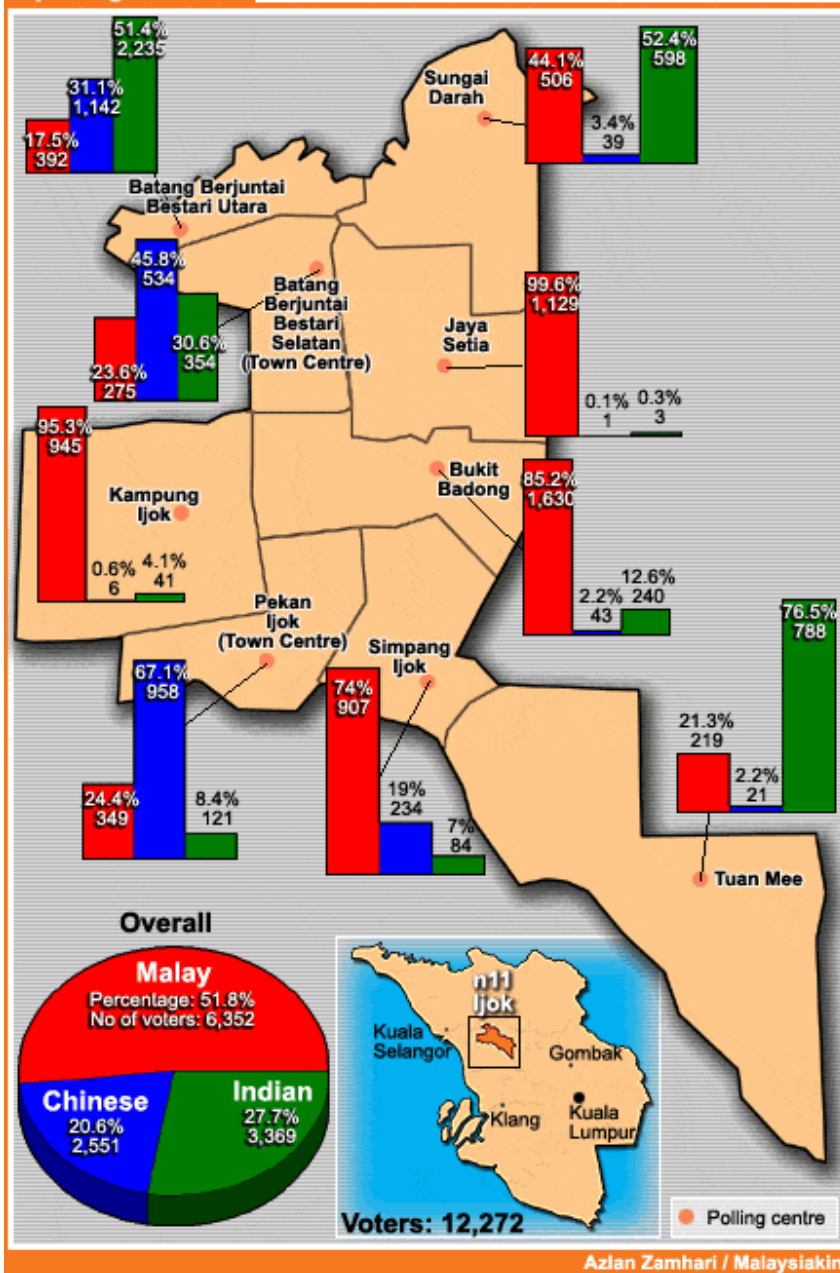 51.4%
2,235
31.1%
1,142
17.5%
392
Batang Berjuntai
Bestari Utara
Sungai
Darah
44.1%
506
3.4%
39
52.4%
598
45.8%
534
23.6%
275
30.6%
354
Batang
Berjuntai
Bestari
Selatan
(Town Centre)
Jaya
Setia
99.6%
1,129
0.1%
1
0.3%
3
95.3%
945
0.6%
6
4.1%
41
Kampung
Ijok
Bukit
Badong
85.2%
1,630
2.2%
43
12.6%
240
Pekan
Ijok
(Town Centre)
67.1%
958
24.4%
349
8.4%
121
Simpang
Ijok
74%
907
19%
234
7%
84
76.5%
788
21.3%
219
2.2%
21
Tuan Mee
Overall
Malay
Percentage: 51.8%
No of voters: 6,352
Chinese
20.6%
2,551
Indian
27.7%
3,369
n11
Ijok
Kuala
Selangor
Gombak
Klang
Kuala
Lumpur
Voters: 12,272
Polling centre
Azlan Zamhari / Malaysiakin